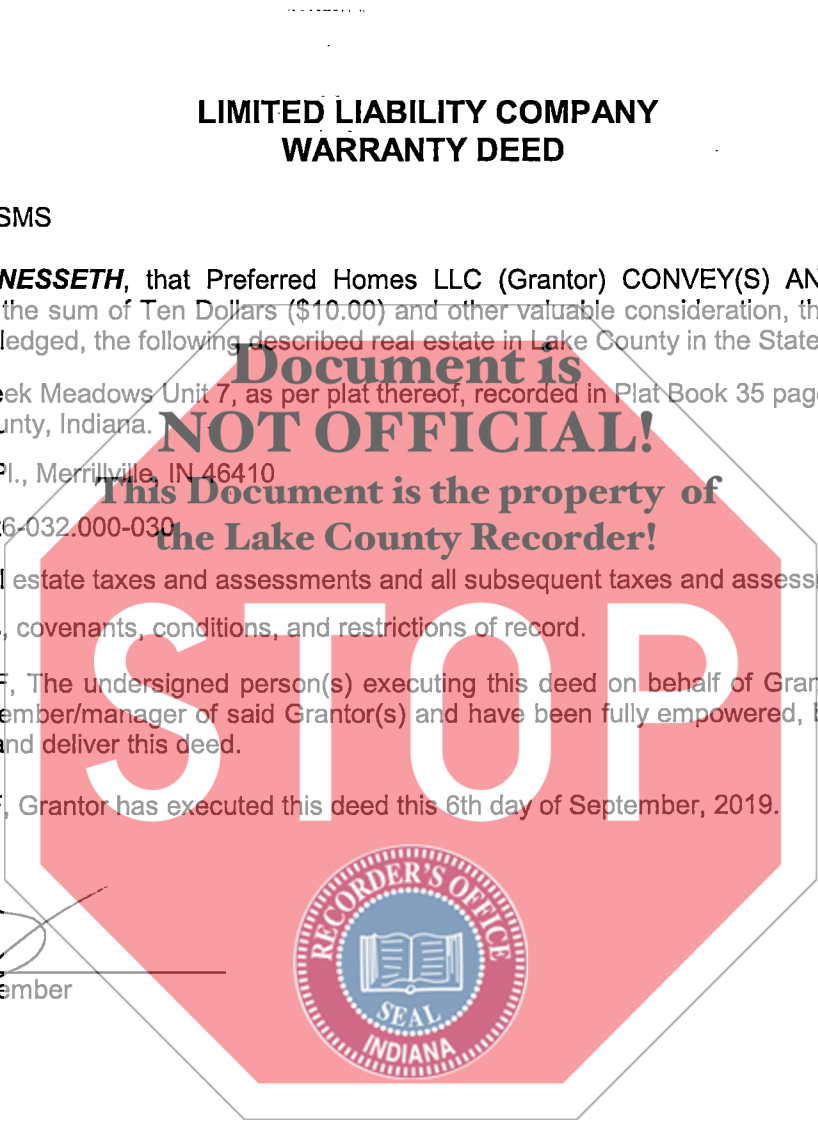 LIMITED LIABILITY COMPANY
WARRANTY DEED
SMS
NESSETH, that Preferred Homes LLC (Grantor) CONVEY(S) AN
the sum of Ten Dollars ($10.00) and other valuable consideration, th
ledged, the following described real estate in Lake County in the State
Document is
eek Meadows Unit 7, as per plat thereof, recorded in Plat Book 35 pag
unty, Indiana.
NOT OFFICIAL!
Pl., Merrillville, IN 46410
This Document is the property of
6-032.000-030
the Lake County Recorder!
estate taxes and assessments and all subsequent taxes and assessm
, covenants, conditions, and restrictions of record.
STOP
F, The undersigned person(s) executing this deed on behalf of Gran
ember/manager of said Grantor(s) and have been fully empowered, b
and deliver this deed.
F, Grantor has executed this deed this 6th day of September, 2019.
ember
RECORDER'S OFFICE
SEAL
INDIANA